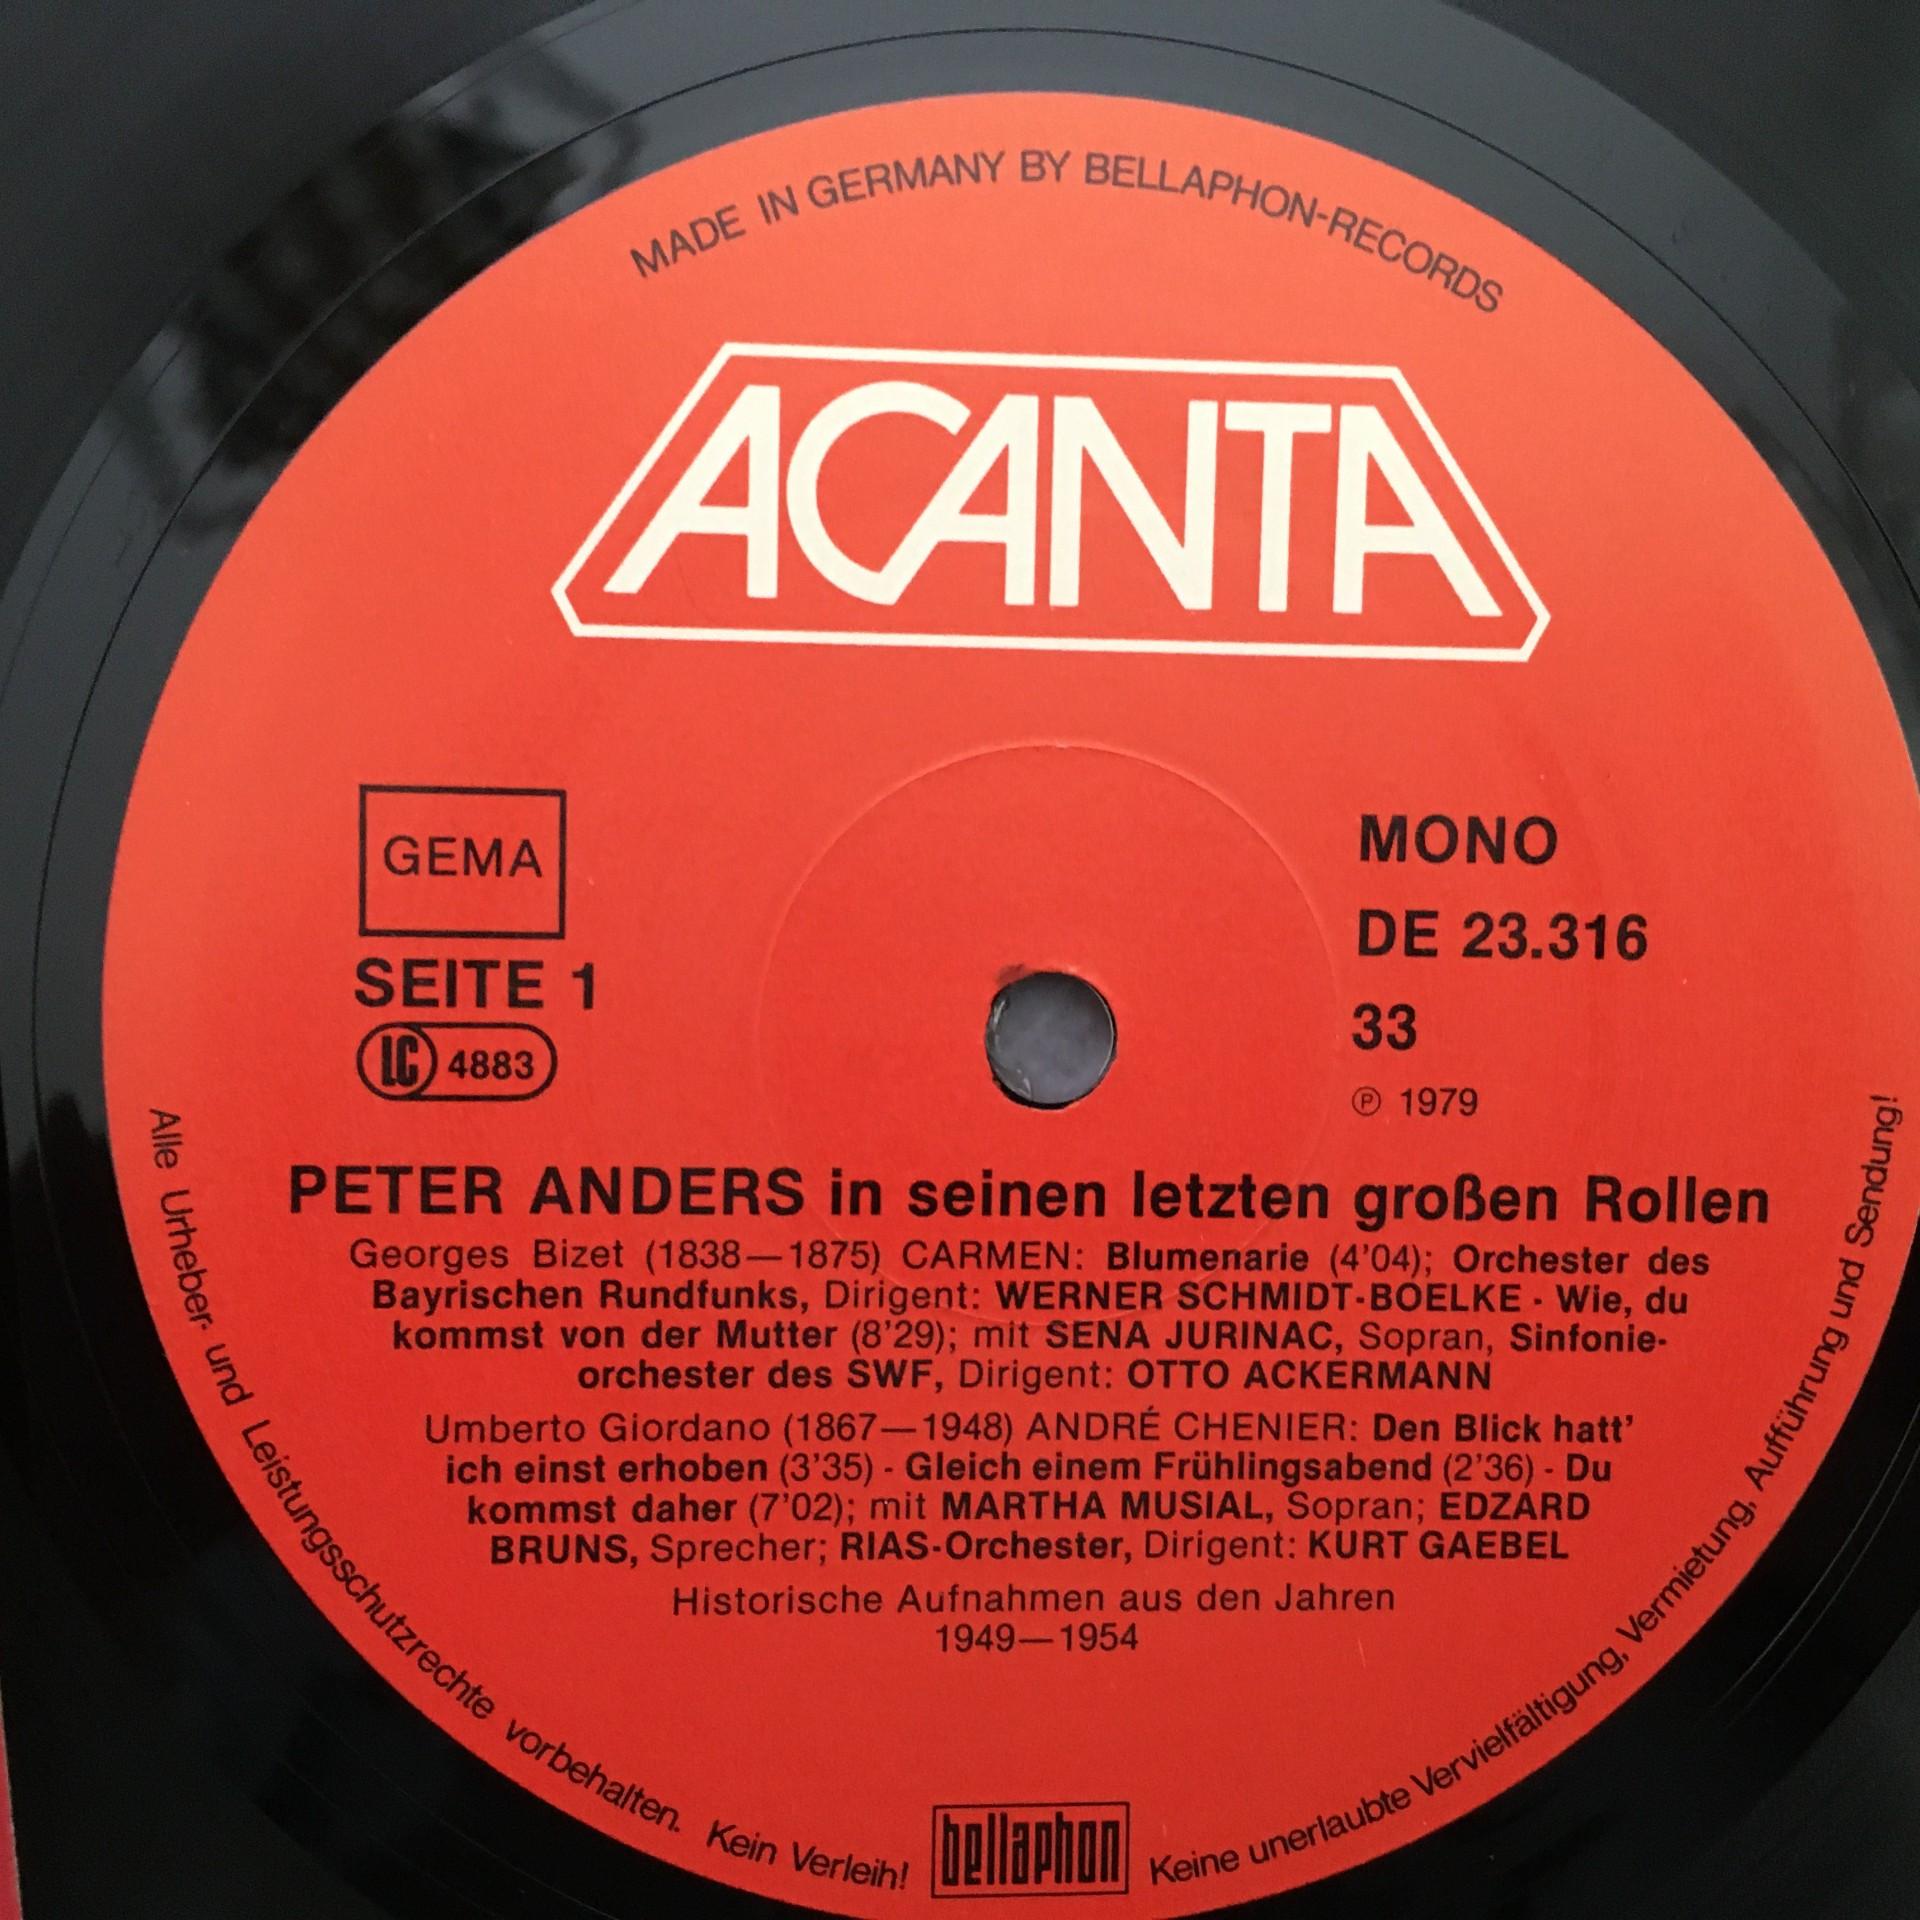 MADE IN GERMANY BY BELLAPHON-RECORDS
ACANTA
GEMA
SEITE 1
LC 4883
MONO
DE 23.316
33
℗ 1979
PETER ANDERS in seinen letzten großen Rollen
Georges Bizet (1838—1875) CARMEN: Blumenarie (4'04); Orchester des
Bayrischen Rundfunks, Dirigent: WERNER SCHMIDT-BOELKE - Wie, du
kommst von der Mutter (8'29); mit SENA JURINAC, Sopran, Sinfonie-
orchester des SWF, Dirigent: OTTO ACKERMANN
Umberto Giordano (1867—1948) ANDRÉ CHENIER: Den Blick hatt'
ich einst erhoben (3'35) - Gleich einem Frühlingsabend (2'36) - Du
kommst daher (7'02); mit MARTHA MUSIAL, Sopran; EDZARD
BRUNS, Sprecher; RIAS-Orchester, Dirigent: KURT GAEBEL
Historische Aufnahmen aus den Jahren
1949—1954
Alle Urheber- und Leistungsschutzrechte vorbehalten. Kein Verleih!
bellaphon
Keine unerlaubte Vervielfältigung, Vermietung, Aufführung und Sendung!